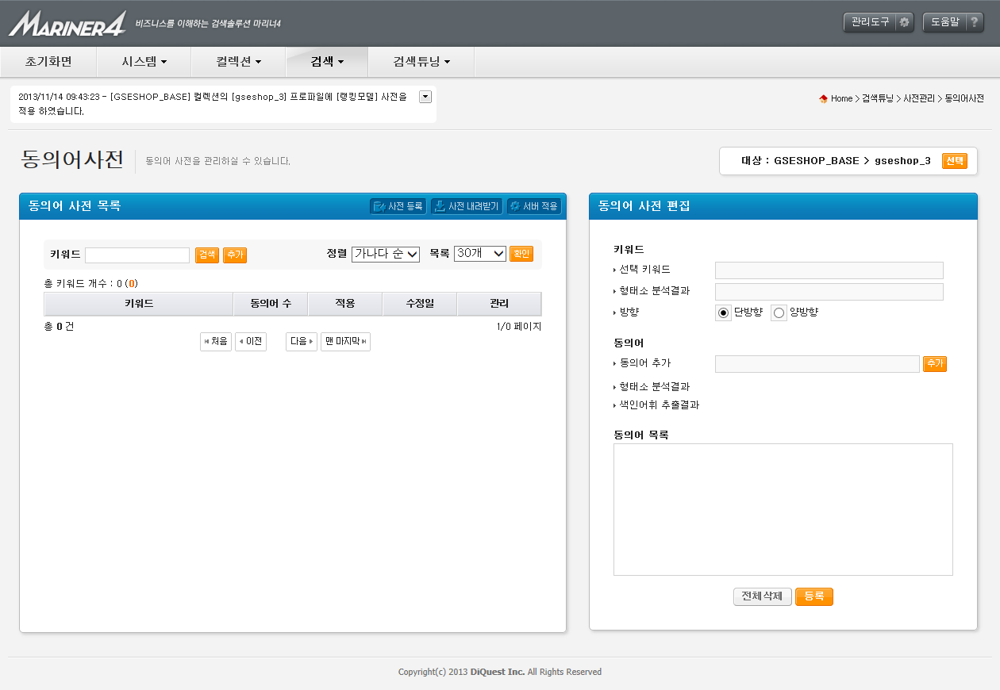 MARINER4 비즈니스를 이해하는 검색솔루션 마리너4
관리도구 도움말 ?
초기화면 시스템 컬렉션 검색 검색튜닝
2013/11/14 09:43:23 - [GSESHOP_BASE] 컬렉션의 [gseshop_3] 프로파일에 [랭킹모델] 사전을
적용 하였습니다.
Home > 검색튜닝 > 사전관리 > 동의어사전
동의어사전 동의어 사전을 관리하실 수 있습니다.
대상 : GSESHOP_BASE > gseshop_3 선택
동의어 사전 목록 사전 등록 사전 내려받기 서버 적용
키워드 검색 추가 정렬 가나다 순 목록 30개 확인
총 키워드 개수 : 0 (0)
키워드 동의어 수 적용 수정일 관리
총 0 건 1/0 페이지
처음 이전 다음 맨 마지막
동의어 사전 편집
키워드
선택 키워드
형태소 분석결과
방향 단방향 양방향
동의어
동의어 추가 추가
형태소 분석결과
색인어휘 추출결과
동의어 목록
전체삭제 등록
Copyright(c) 2013 DiQuest Inc. All Rights Reserved